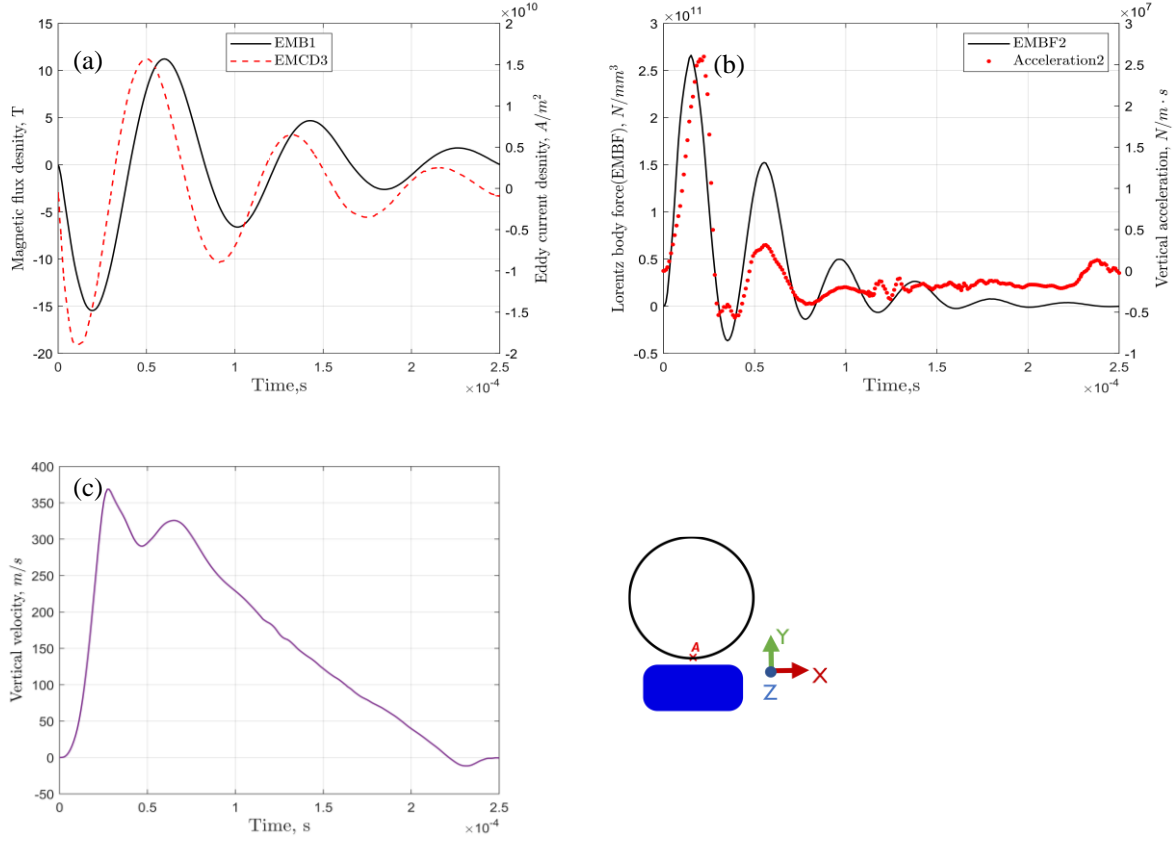 (a)
EMB1
EMCD3
15
10
5
0
-5
-10
-15
-20
Magnetic flux desnity, T
×10^10
2
1.5
1
0.5
0
-0.5
-1
-1.5
-2
Eddy current desnity, A/m^2
0 0.5 1 1.5 2 2.5
Time,s
×10^-4
(b)
EMBF2
Acceleration2
3 ×10^11
2.5
2
1.5
1
0.5
0
-0.5
Lorentz body force(EMBF), N/mm^3
×10^7
3
2.5
2
1.5
1
0.5
0
-0.5
-1
Vertical acceleration, N/m · s
0 0.5 1 1.5 2 2.5
Time,s
×10^-4
(c)
400
350
300
250
200
150
100
50
0
-50
Vertical velocity, m/s
0 0.5 1 1.5 2 2.5
Time, s
×10^-4
A
Y
X
Z